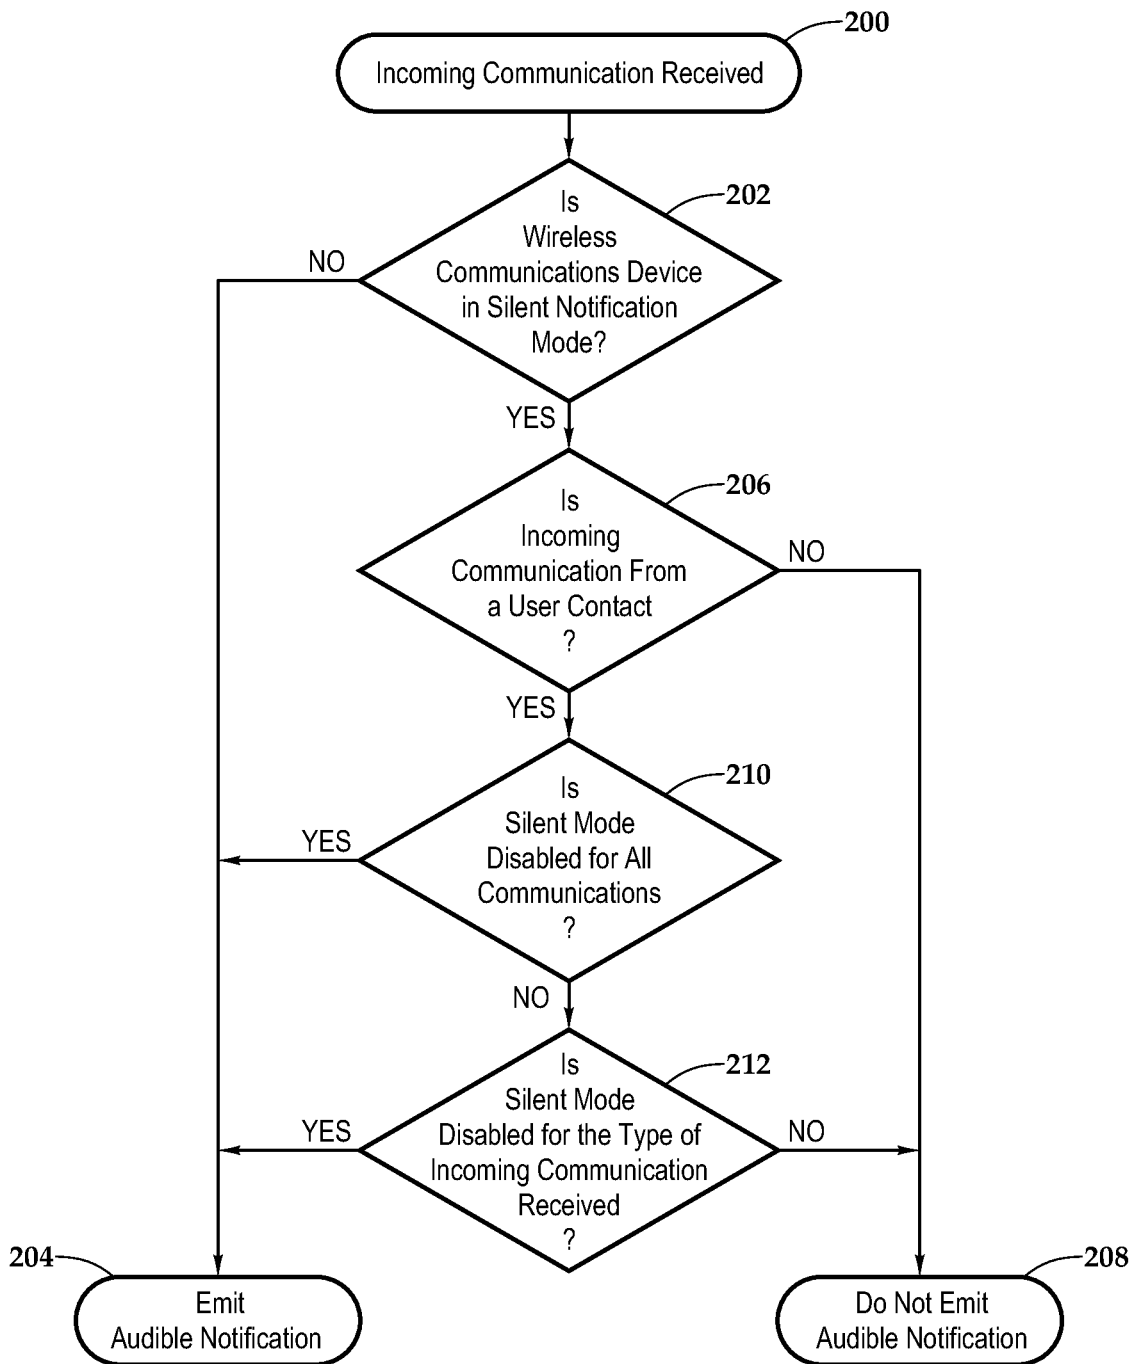 200
Incoming Communication Received
202
Is
Wireless
Communications Device
in Silent Notification
Mode?
NO
YES
206
Is
Incoming
Communication From
a User Contact
?
NO
YES
210
Is
Silent Mode
Disabled for All
Communications
?
YES
NO
212
Is
Silent Mode
Disabled for the Type of
Incoming Communication
Received
?
YES
NO
204
Emit
Audible Notification
208
Do Not Emit
Audible Notification